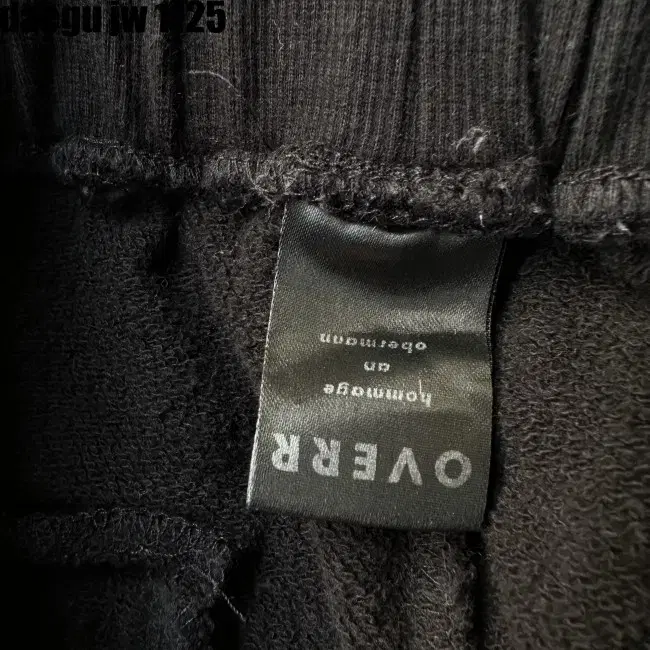 daegu jw 1125
OVERR
hommage
an
obermann